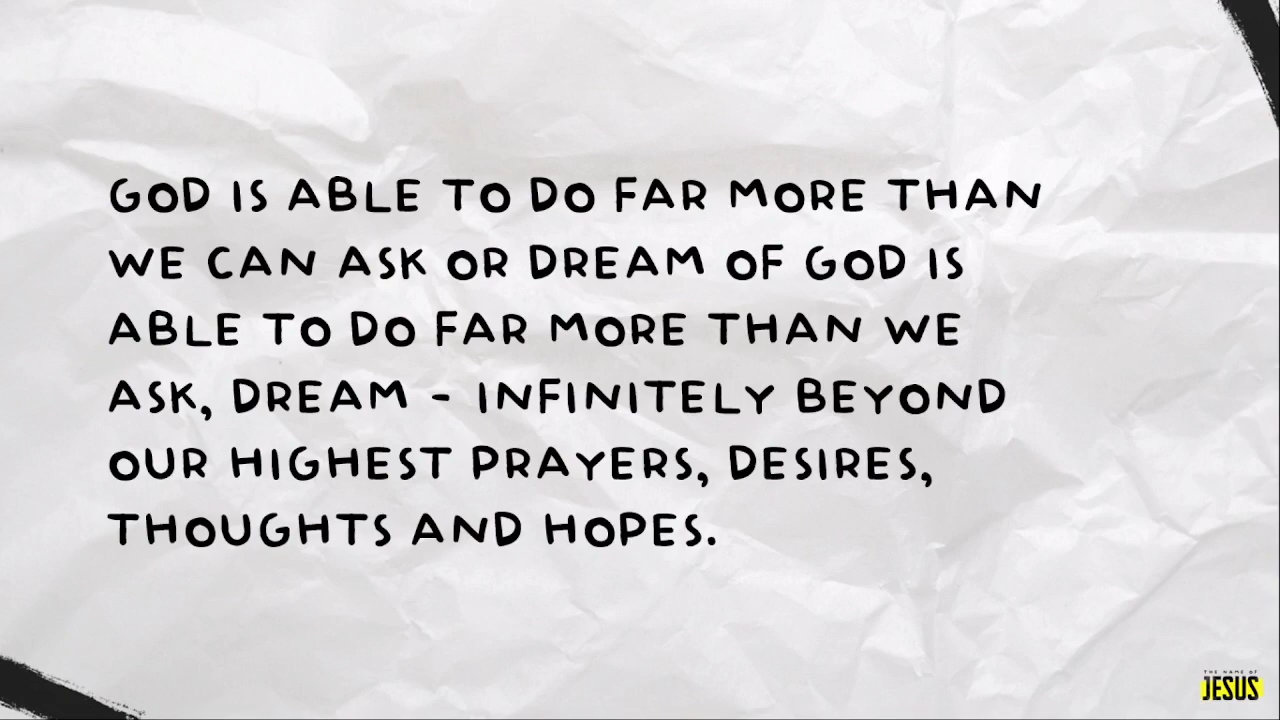 GOD IS ABLE TO DO FAR MORE THAN
WE CAN ASK OR DREAM OF GOD IS
ABLE TO DO FAR MORE THAN WE
ASK, DREAM - INFINITELY BEYOND
OUR HIGHEST PRAYERS, DESIRES,
THOUGHTS AND HOPES.
THE NAME OF
JESUS